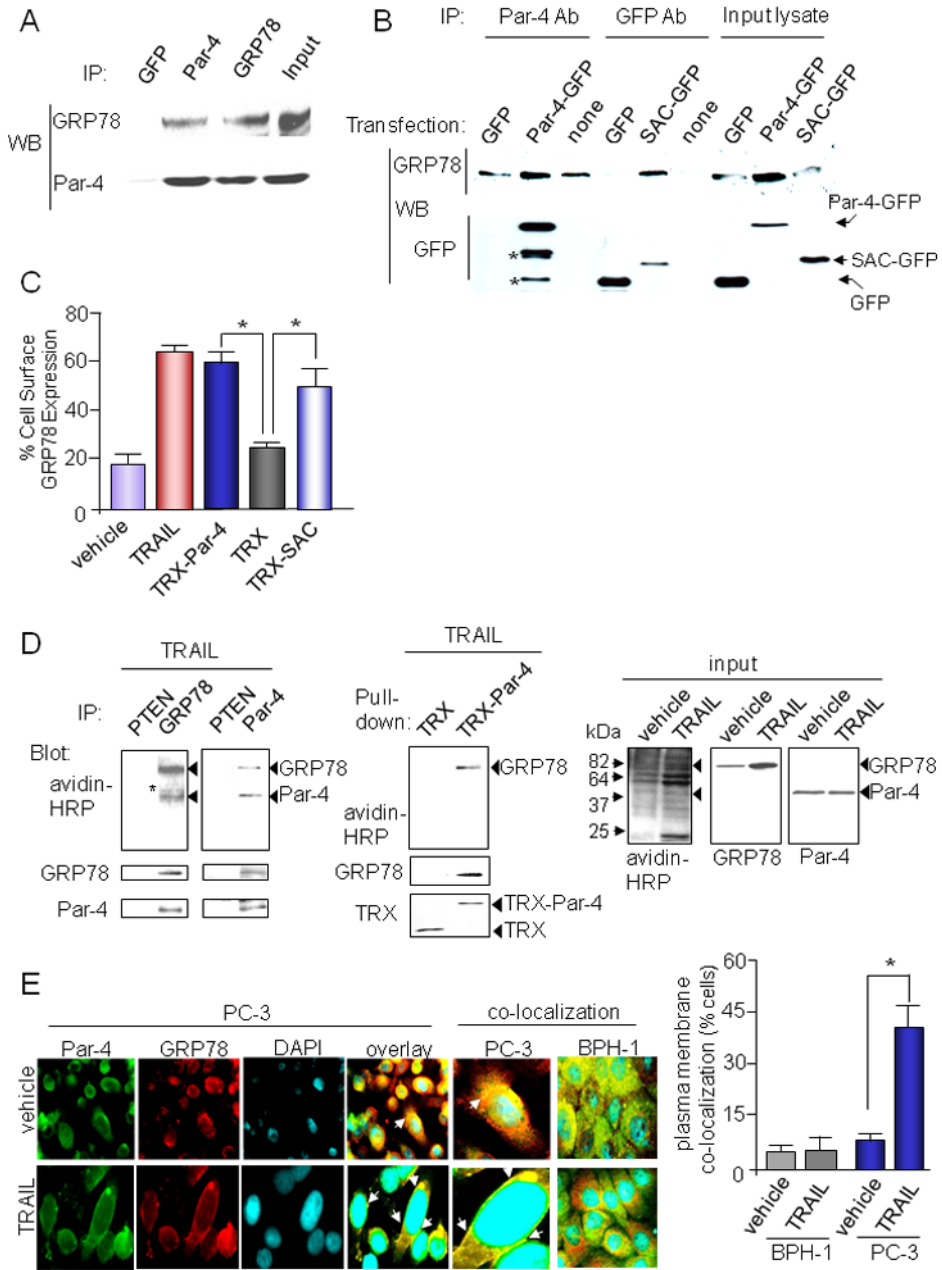 A
IP:
GFP
Par-4
GRP78
Input
WB
GRP78
Par-4
B
IP:
Par-4 Ab
GFP Ab
Input lysate
Transfection:
GFP
Par-4-GFP
none
GFP
SAC-GFP
none
GFP
Par-4-GFP
SAC-GFP
GRP78
WB
GFP
*
*
Par-4-GFP
SAC-GFP
GFP
C
% Cell Surface
GRP78 Expression
80
60
40
20
0
*
*
vehicle
TRAIL
TRX-Par-4
TRX
TRX-SAC
D
TRAIL
IP:
PTEN
GRP78
PTEN
Par-4
Blot:
avidin-
HRP
*
GRP78
Par-4
GRP78
Par-4
TRAIL
Pull-
down:
TRX
TRX-Par-4
avidin-
HRP
GRP78
GRP78
TRX
TRX-Par-4
TRX
input
kDa
vehicle
TRAIL
vehicle
TRAIL
vehicle
TRAIL
82
64
37
25
GRP78
Par-4
avidin-
HRP
GRP78
Par-4
E
PC-3
co-localization
Par-4
GRP78
DAPI
overlay
PC-3
BPH-1
vehicle
TRAIL
plasma membrane
co-localization (% cells)
60
45
30
15
0
*
vehicle
TRAIL
vehicle
TRAIL
BPH-1
PC-3